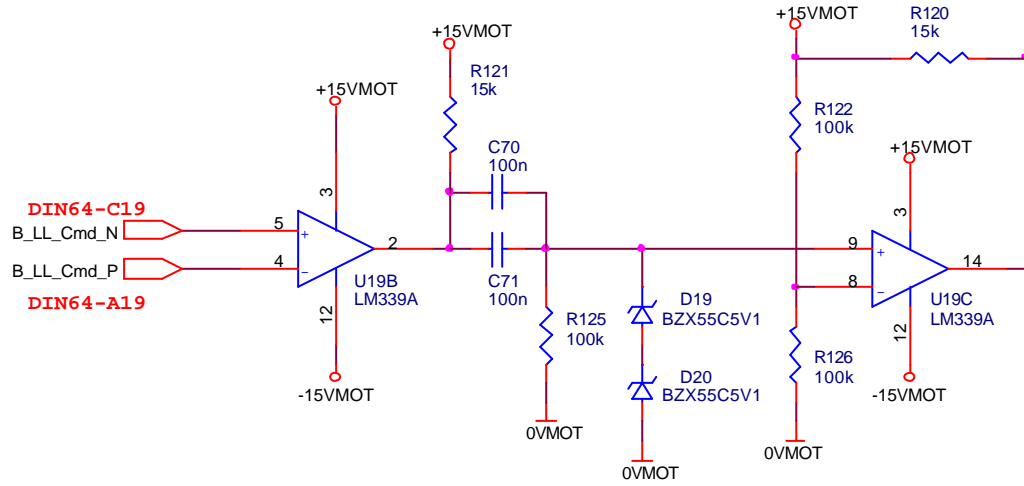 +15VMOT
R120
15k
+15VMOT
R121
15k
+15VMOT
R122
100k
C70
100n
+15VMOT
3
3
DIN64-C19
B_LL_Cmd_N
5
+
2
9
+
14
B_LL_Cmd_P
4
−
8
−
DIN64-A19
U19B
LM339A
C71
100n
D19
BZX55C5V1
U19C
LM339A
12
R125
100k
12
R126
100k
D20
BZX55C5V1
-15VMOT
-15VMOT
0VMOT
0VMOT
0VMOT